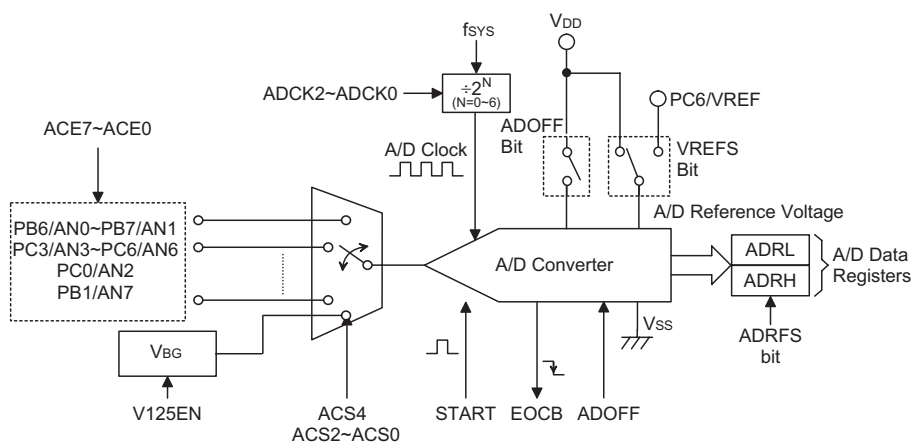 fSYS
VDD
÷2^N
(N=0~6)
ADCK2~ADCK0
PC6/VREF
ACE7~ACE0
ADOFF
Bit
VREFS
Bit
A/D Clock
A/D Reference Voltage
PB6/AN0~PB7/AN1
PC3/AN3~PC6/AN6
PC0/AN2
PB1/AN7
A/D Converter
ADRL
ADRH
A/D Data
Registers
VBG
VSS
ADRFS
bit
V125EN
ACS4
ACS2~ACS0
START
EOCB
ADOFF